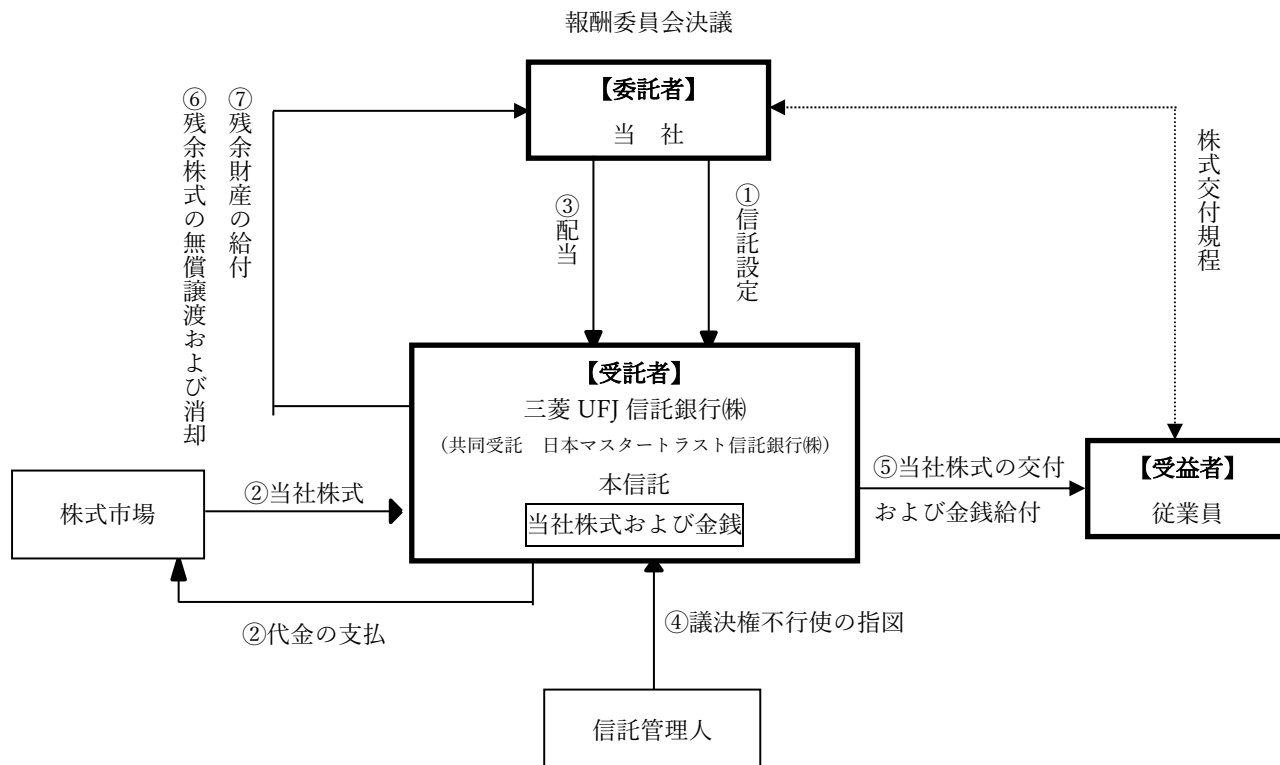 報酬委員会決議
【委託者】
当　社
⑦残余財産の給付
⑥残余株式の無償譲渡および消却
③配当
①信託設定
株式交付規程
【受託者】
三菱 UFJ 信託銀行㈱
（共同受託　日本マスタートラスト信託銀行㈱）
本信託
当社株式および金銭
株式市場
②当社株式
②代金の支払
⑤当社株式の交付
および金銭給付
【受益者】
従業員
④議決権不行使の指図
信託管理人